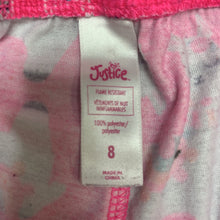 Justice
FLAME RESISTANT
VÊTEMENTS DE NUIT
ININFLAMMABLES
100% polyester/
polyester
8
MADE IN
CHINA